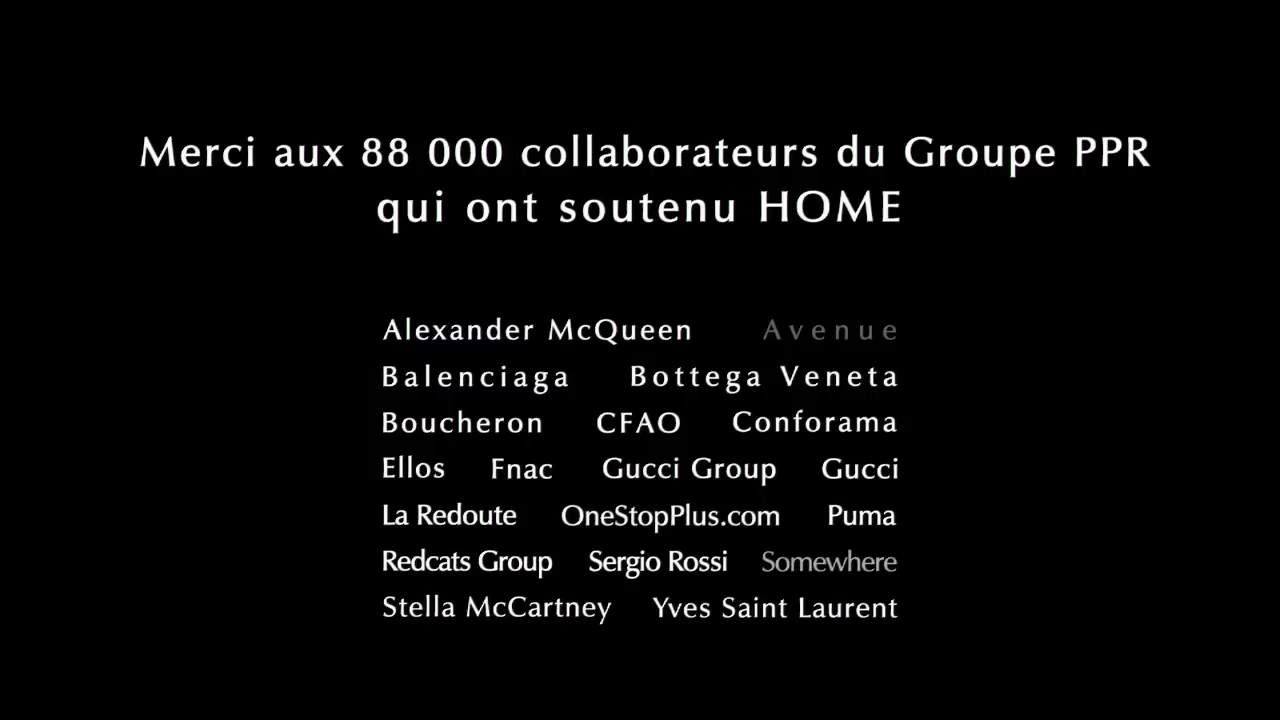 Merci aux 88 000 collaborateurs du Groupe PPR
qui ont soutenu HOME
Alexander McQueen Avenue
Balenciaga Bottega Veneta
Boucheron CFAO Conforama
Ellos Fnac Gucci Group Gucci
La Redoute OneStopPlus.com Puma
Redcats Group Sergio Rossi Somewhere
Stella McCartney Yves Saint Laurent